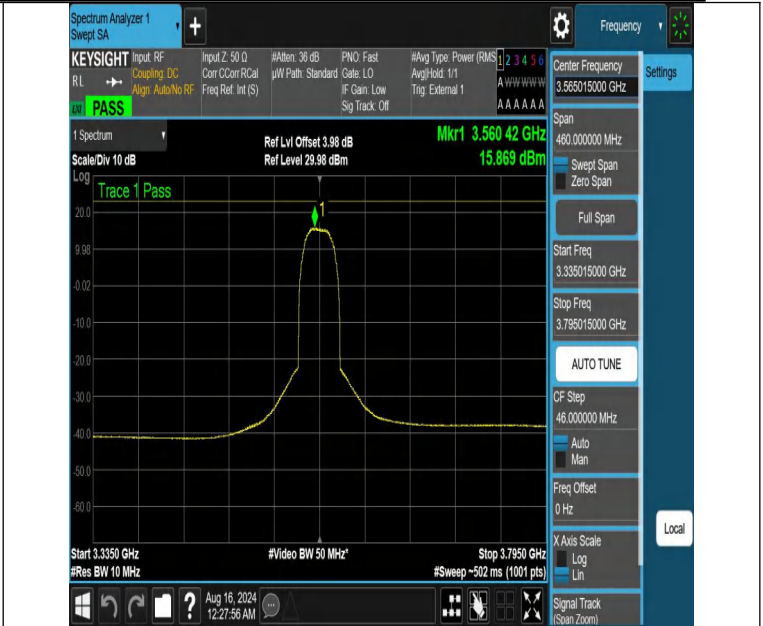 Spectrum Analyzer 1
Swept SA
+
Frequency
KEYSIGHT
RL
LXI
PASS
Input: RF
Coupling: DC
Align: Auto/No RF
Input Z: 50 Ω
Corr CCorr RCal
Freq Ref: Int (S)
#Atten: 36 dB
µW Path: Standard
PNO: Fast
Gate: LO
IF Gain: Low
Sig Track: Off
#Avg Type: Power (RMS
Avg|Hold: 1/1
Trig: External 1
1 2 3 4 5 6
A W W W W W
A A A A A A
1 Spectrum
Scale/Div 10 dB
Log
Ref Lvl Offset 3.98 dB
Ref Level 29.98 dBm
Mkr1 3.560 42 GHz
15.869 dBm
Trace 1 Pass
1
20.0
9.98
-0.02
-10.0
-20.0
-30.0
-40.0
-50.0
-60.0
Start 3.3350 GHz
#Res BW 10 MHz
#Video BW 50 MHz*
Stop 3.7950 GHz
#Sweep ~502 ms (1001 pts)
Center Frequency
3.565015000 GHz
Span
460.000000 MHz
Swept Span
Zero Span
Full Span
Start Freq
3.335015000 GHz
Stop Freq
3.795015000 GHz
AUTO TUNE
CF Step
46.000000 MHz
Auto
Man
Freq Offset
0 Hz
X Axis Scale
Log
Lin
Signal Track
(Span Zoom)
Settings
Local
?
Aug 16, 2024
12:27:56 AM